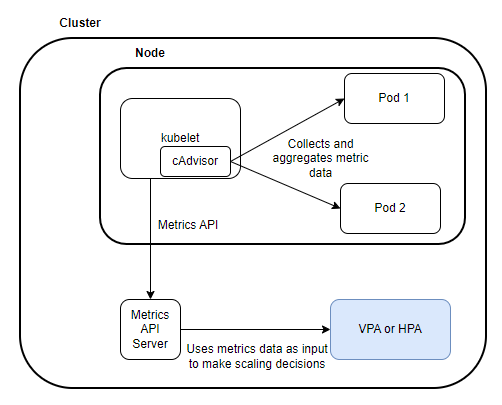 Cluster
Node
Pod 1
kubelet
cAdvisor
Collects and
aggregates metric
data
Pod 2
Metrics API
Metrics
API
Server
VPA or HPA
Uses metrics data as input
to make scaling decisions